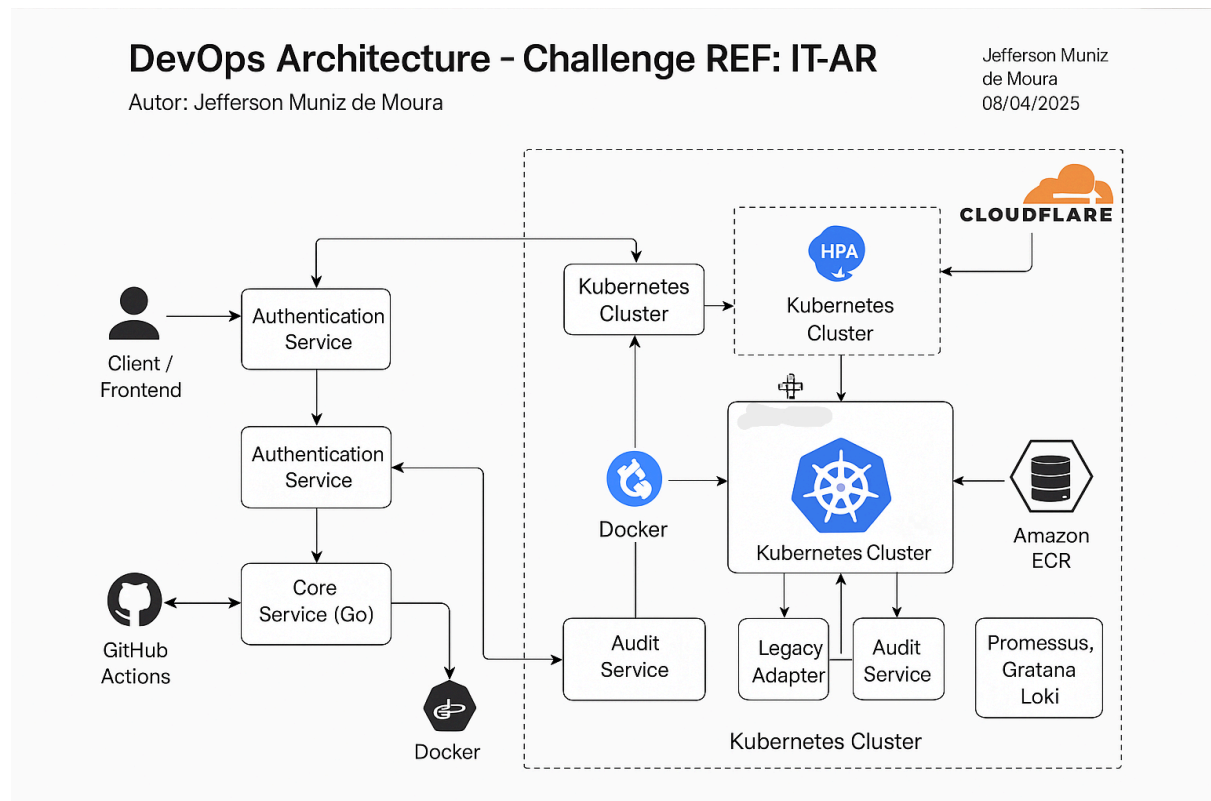 DevOps Architecture - Challenge REF: IT-AR
Autor: Jefferson Muniz de Moura
Jefferson Muniz
de Moura
08/04/2025
CLOUDFLARE
HPA
Kubernetes
Cluster
Kubernetes
Cluster
Authentication
Service
Client /
Frontend
Authentication
Service
Docker
Kubernetes Cluster
Amazon
ECR
Core
Service (Go)
GitHub
Actions
Docker
Audit
Service
Legacy
Adapter
Audit
Service
Promessus,
Gratana
Loki
Kubernetes Cluster